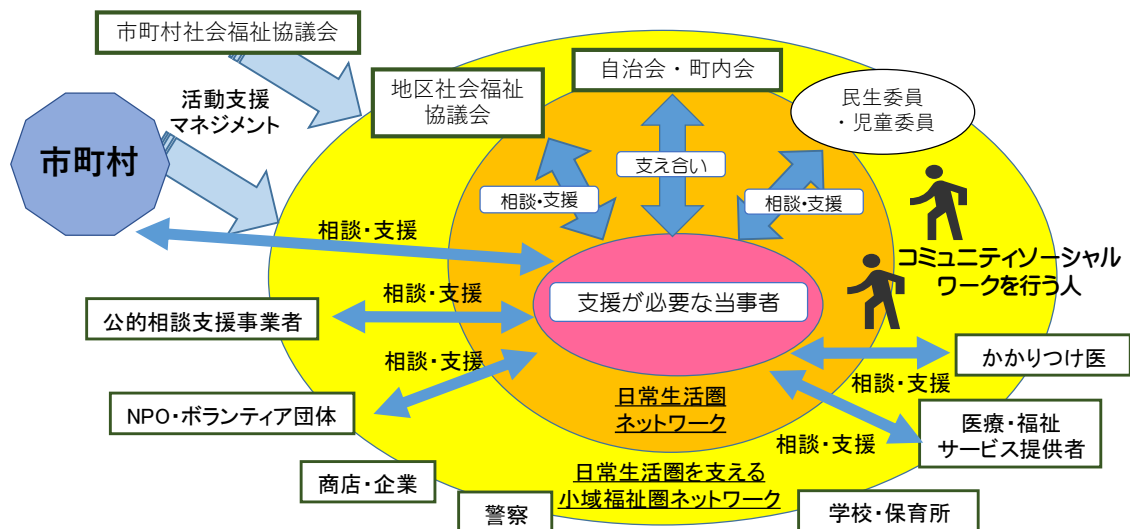 市町村社会福祉協議会
自治会・町内会
地区社会福祉
協議会
民生委員
・児童委員
活動支援
マネジメント
市町村
支え合い
相談・支援
相談・支援
相談・支援
コミュニティソーシャル
ワークを行う人
相談・支援
支援が必要な当事者
公的相談支援事業者
かかりつけ医
相談・支援
相談・支援
日常生活圏
ネットワーク
NPO・ボランティア団体
医療・福祉
サービス提供者
相談・支援
日常生活圏を支える
小域福祉圏ネットワーク
商店・企業
警察
学校・保育所